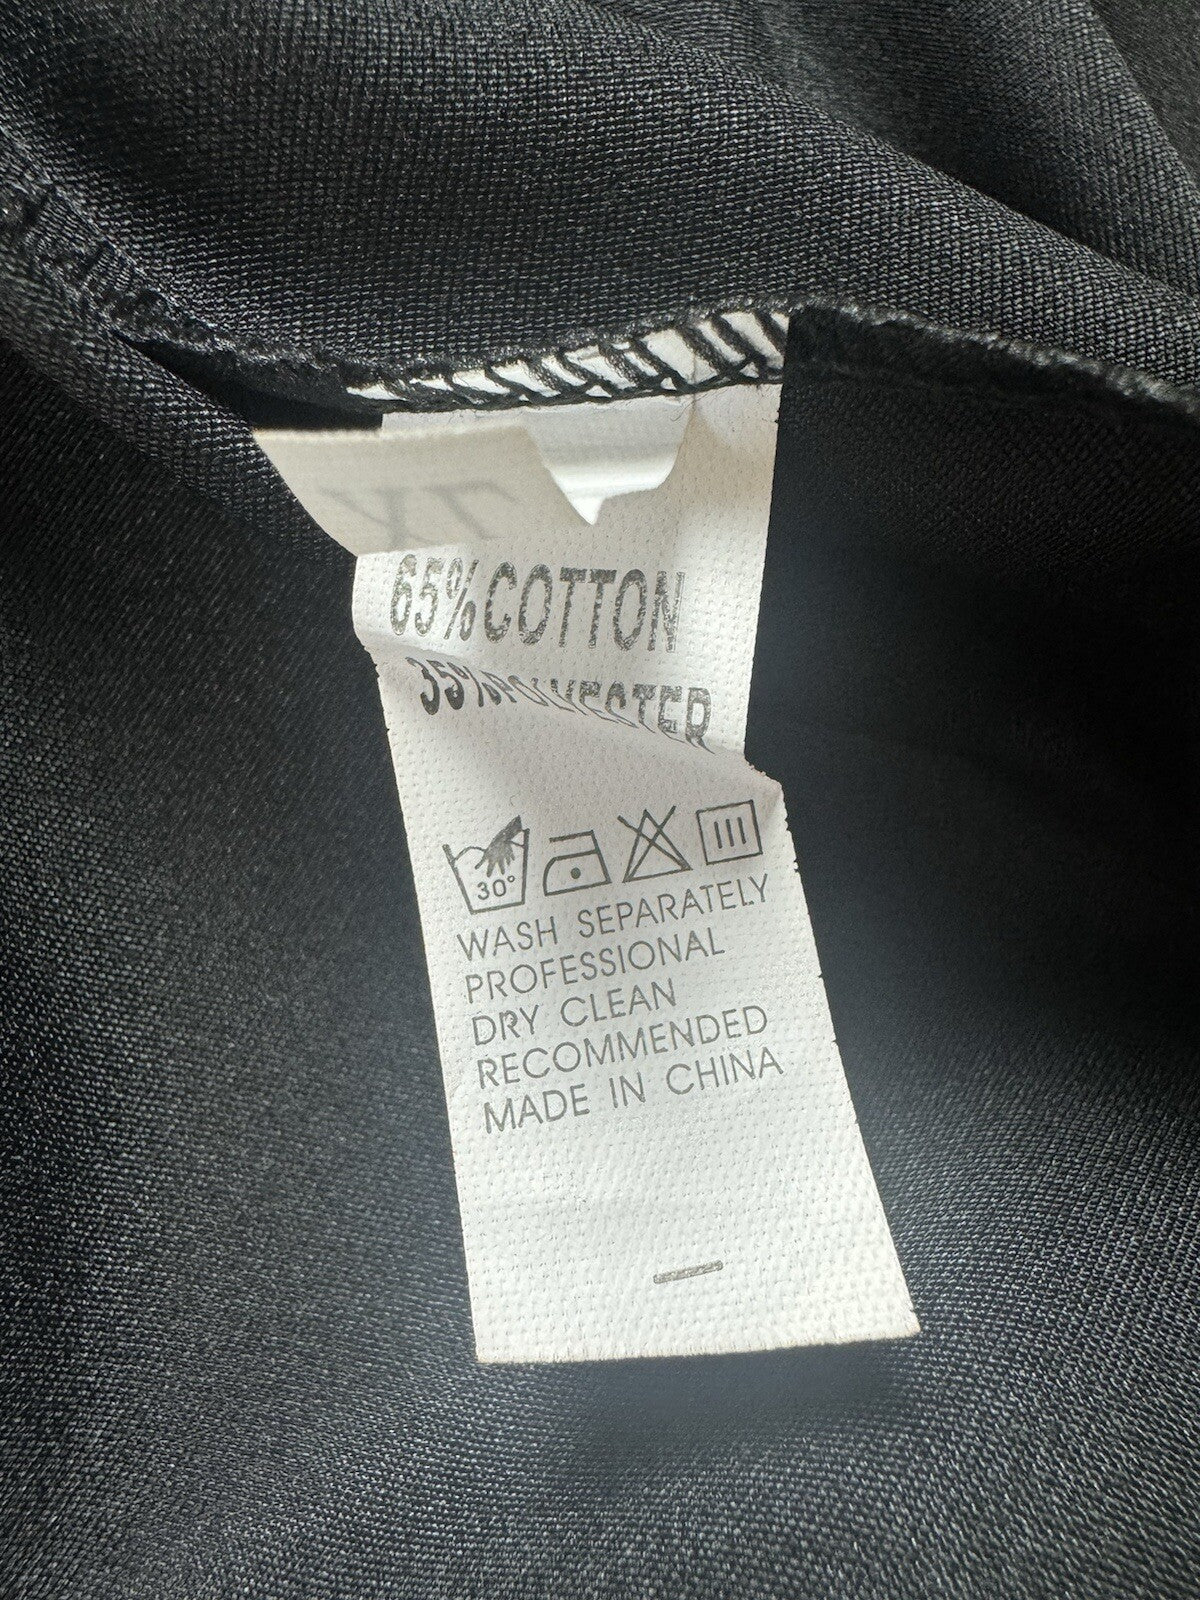 65%COTTON
35%POLYESTER
30°
WASH SEPARATELY
PROFESSIONAL
DRY CLEAN
RECOMMENDED
MADE IN CHINA